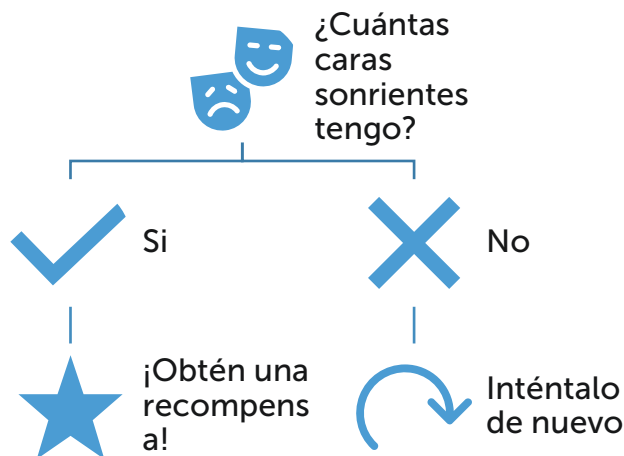 ¿Cuántas
caras
sonrientes
tengo?
Si
No
¡Obtén una
recompens
a!
Inténtalo
de nuevo